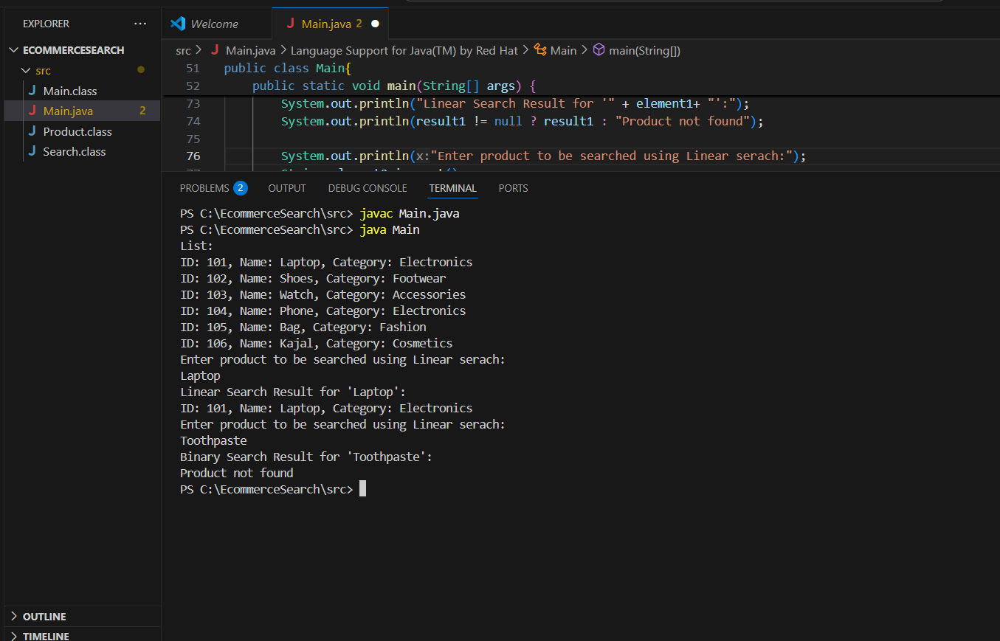 EXPLORER ...
Welcome
J Main.java 2
ECOMMERCESEARCH
src
J Main.class
J Main.java 2
J Product.class
J Search.class
src > J Main.java > Language Support for Java(TM) by Red Hat > Main > main(String[])
51 public class Main{
52 public static void main(String[] args) {
73 System.out.println("Linear Search Result for '" + element1+ "':");
74 System.out.println(result1 != null ? result1 : "Product not found");
75
76 System.out.println(x:"Enter product to be searched using Linear serach:");
PROBLEMS 2 OUTPUT DEBUG CONSOLE TERMINAL PORTS
PS C:\EcommerceSearch\src> javac Main.java
PS C:\EcommerceSearch\src> java Main
List:
ID: 101, Name: Laptop, Category: Electronics
ID: 102, Name: Shoes, Category: Footwear
ID: 103, Name: Watch, Category: Accessories
ID: 104, Name: Phone, Category: Electronics
ID: 105, Name: Bag, Category: Fashion
ID: 106, Name: Kajal, Category: Cosmetics
Enter product to be searched using Linear serach:
Laptop
Linear Search Result for 'Laptop':
ID: 101, Name: Laptop, Category: Electronics
Enter product to be searched using Linear serach:
Toothpaste
Binary Search Result for 'Toothpaste':
Product not found
PS C:\EcommerceSearch\src>
OUTLINE
TIMELINE